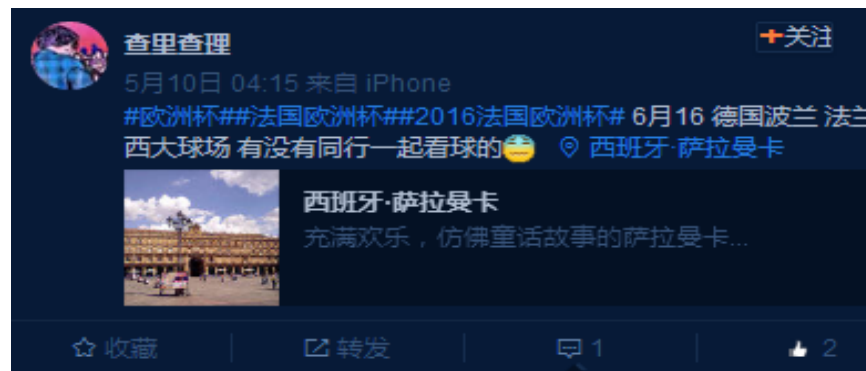 查里查理
+关注
5月10日 04:15 来自 iPhone
#欧洲杯##法国欧洲杯##2016法国欧洲杯# 6月16 德国波兰 法兰
西大球场 有没有同行一起看球的 西班牙·萨拉曼卡
西班牙·萨拉曼卡
充满欢乐，仿佛童话故事的萨拉曼卡...
收藏
转发
1
2